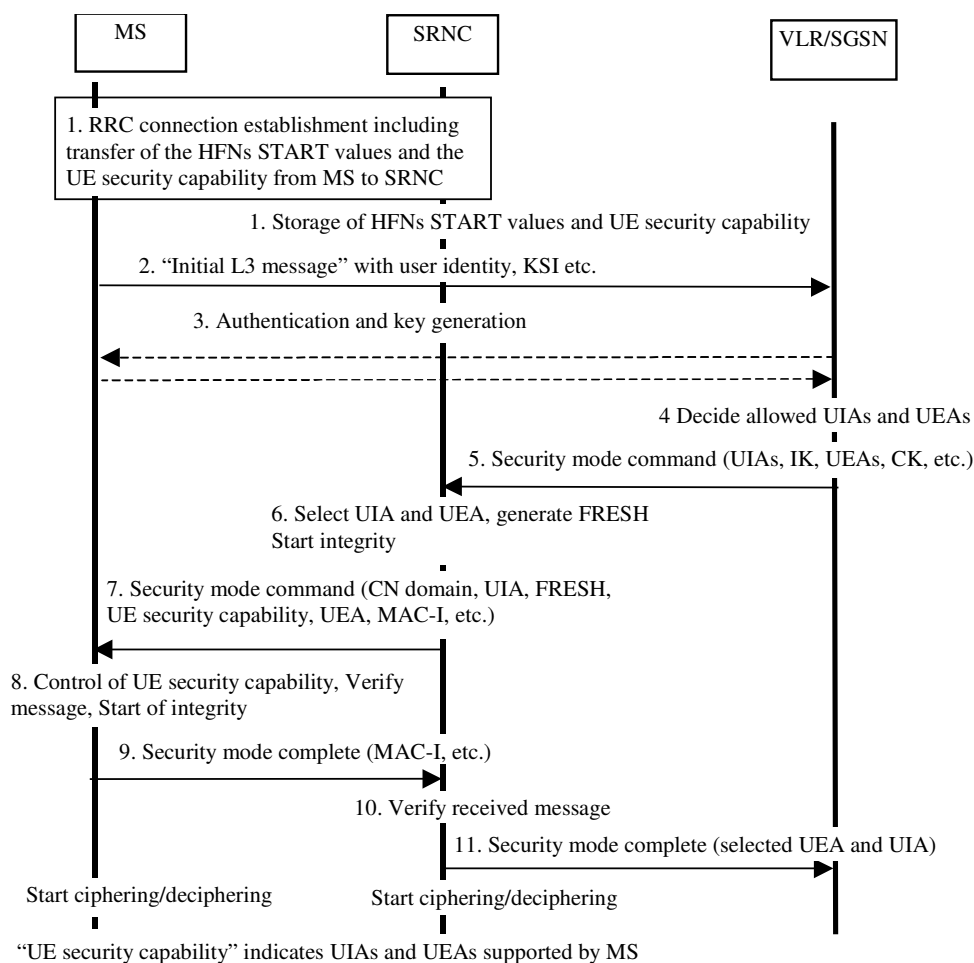 MS
SRNC
VLR/SGSN
1. RRC connection establishment including
transfer of the HFNs START values and the
UE security capability from MS to SRNC
1. Storage of HFNs START values and UE security capability
2. “Initial L3 message” with user identity, KSI etc.
3. Authentication and key generation
4 Decide allowed UIAs and UEAs
5. Security mode command (UIAs, IK, UEAs, CK, etc.)
6. Select UIA and UEA, generate FRESH
Start integrity
7. Security mode command (CN domain, UIA, FRESH,
UE security capability, UEA, MAC-I, etc.)
8. Control of UE security capability, Verify
message, Start of integrity
9. Security mode complete (MAC-I, etc.)
10. Verify received message
11. Security mode complete (selected UEA and UIA)
Start ciphering/deciphering
Start ciphering/deciphering
“UE security capability” indicates UIAs and UEAs supported by MS